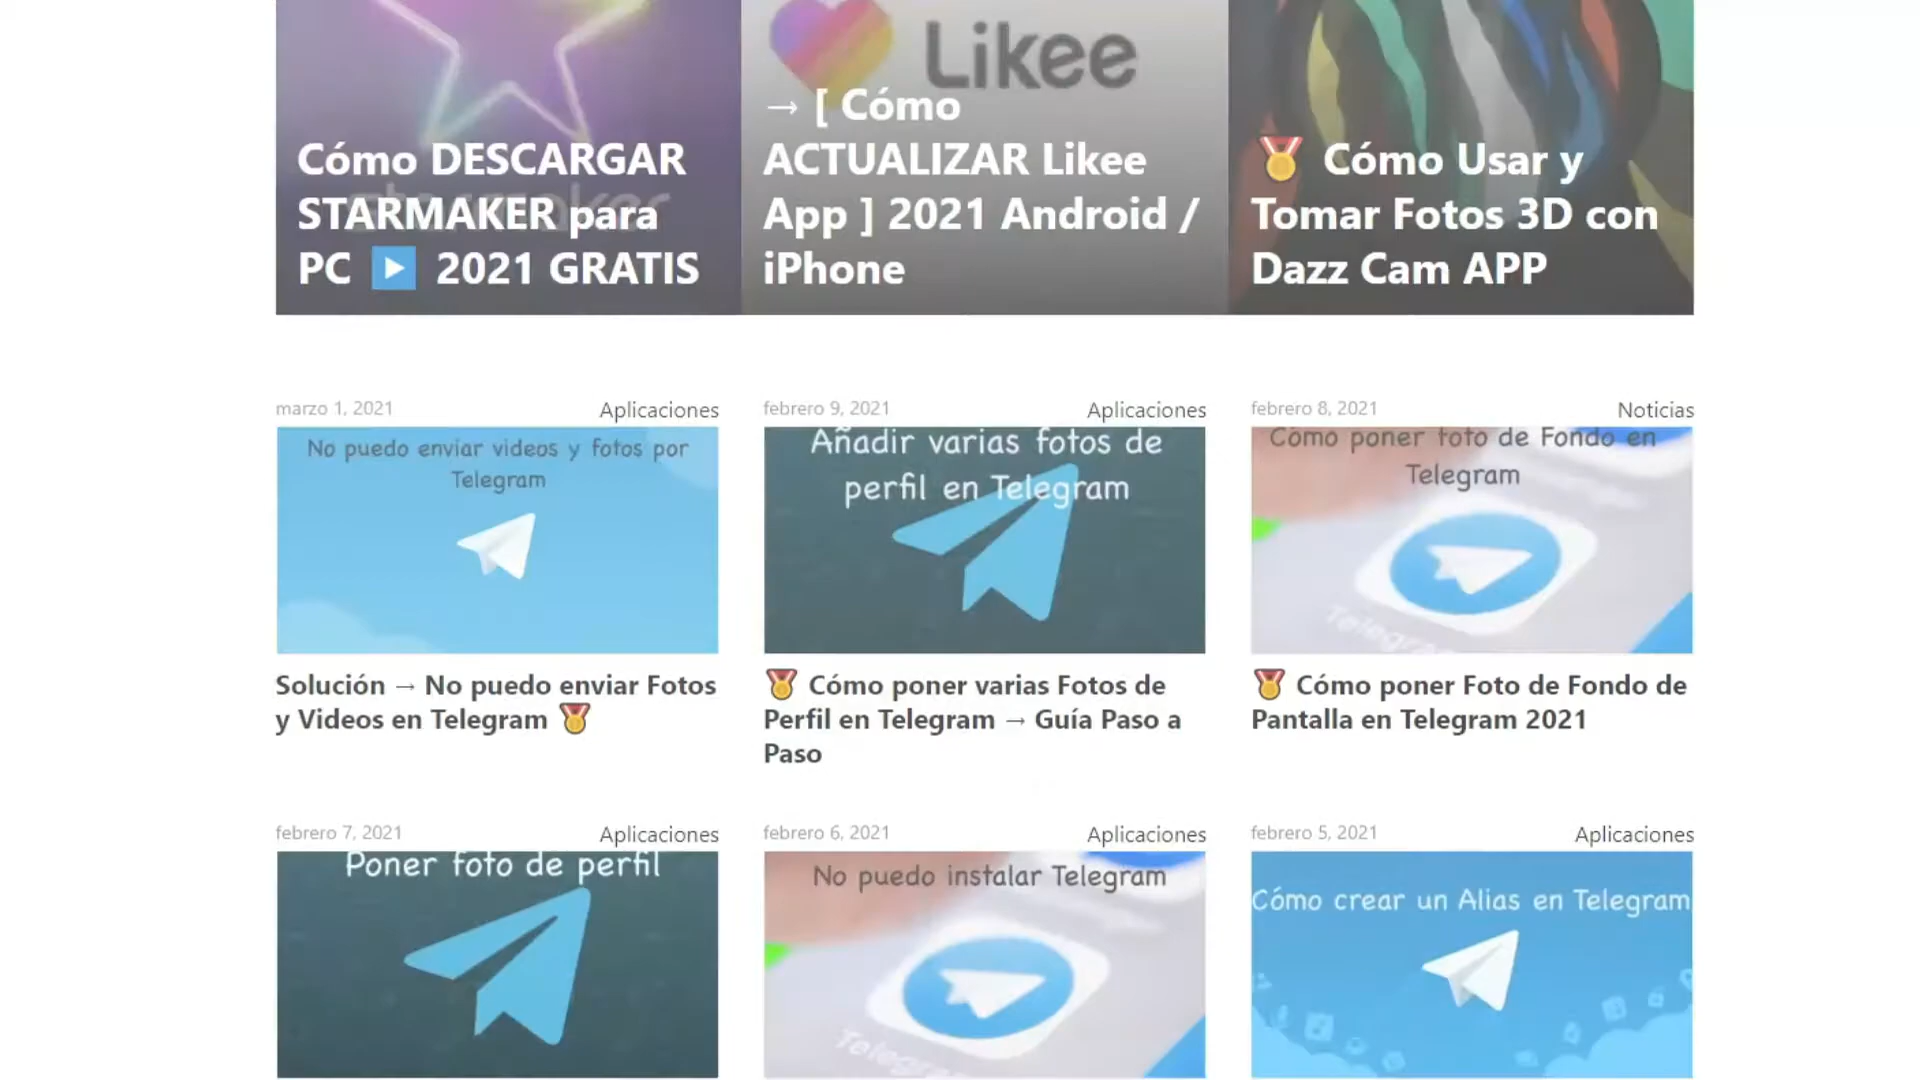 Likee
Cómo DESCARGAR
STARMAKER para
PC ▶ 2021 GRATIS
starmaker
→ [ Cómo
ACTUALIZAR Likee
App ] 2021 Android /
iPhone
🏅 Cómo Usar y
Tomar Fotos 3D con
Dazz Cam APP
marzo 1, 2021
Aplicaciones
No puedo enviar videos y fotos por
Telegram
Solución → No puedo enviar Fotos
y Videos en Telegram 🏅
febrero 9, 2021
Aplicaciones
Añadir varias fotos de
perfil en Telegram
🏅 Cómo poner varias Fotos de
Perfil en Telegram → Guía Paso a
Paso
febrero 8, 2021
Noticias
Cómo poner foto de Fondo en
Telegram
Telegram
🏅 Cómo poner Foto de Fondo de
Pantalla en Telegram 2021
febrero 7, 2021
Aplicaciones
Poner foto de perfil
febrero 6, 2021
Aplicaciones
No puedo instalar Telegram
Telegram
febrero 5, 2021
Aplicaciones
Cómo crear un Alias en Telegram